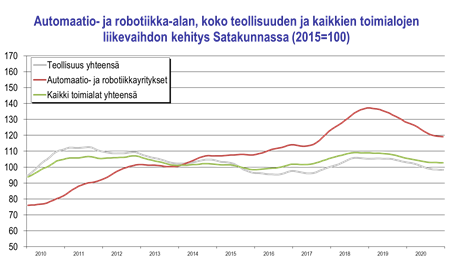 Automaatio- ja robotiikka-alan, koko teollisuuden ja kaikkien toimialojen
liikevaihdon kehitys Satakunnassa (2015=100)
170
160
150
140
130
120
110
100
90
80
70
60
50
Teollisuus yhteensä
Automaatio- ja robotiikkayritykset
Kaikki toimialat yhteensä
2010 2011 2012 2013 2014 2015 2016 2017 2018 2019 2020